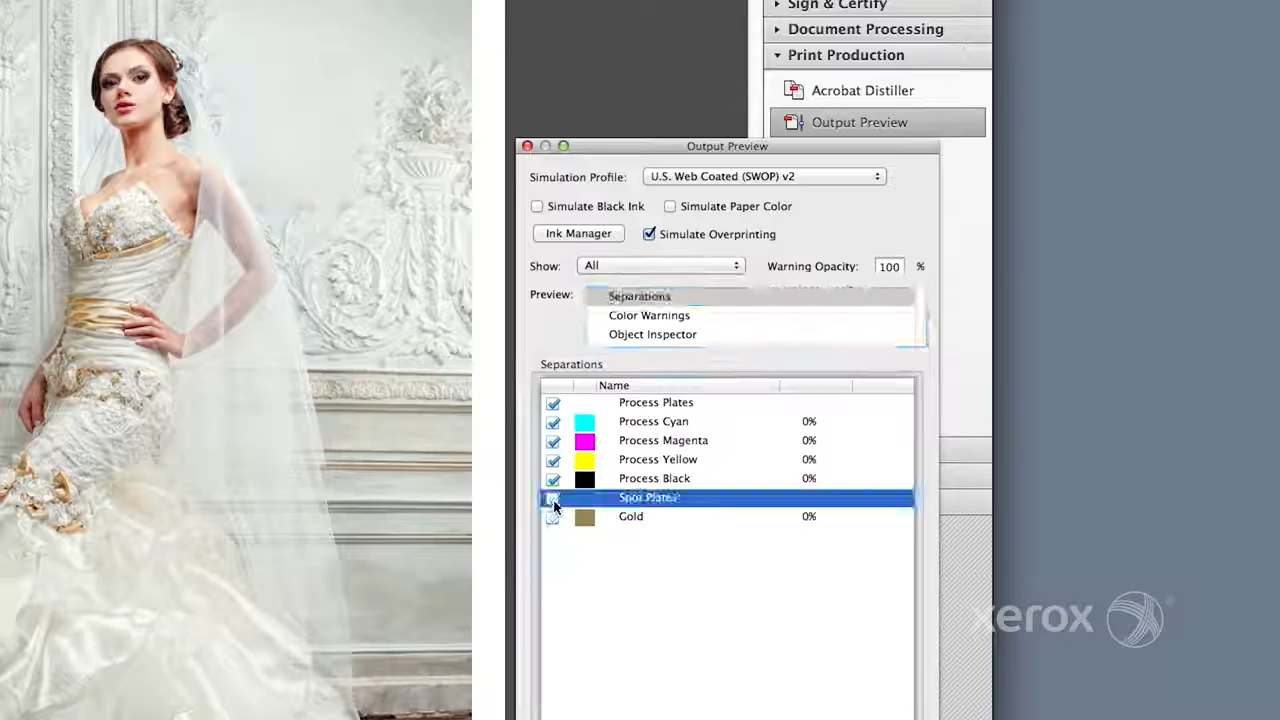 Sign & Certify
Document Processing
Print Production
Acrobat Distiller
Output Preview
Output Preview
Simulation Profile: U.S. Web Coated (SWOP) v2
Simulate Black Ink Simulate Paper Color
Ink Manager Simulate Overprinting
Show: All Warning Opacity: 100 %
Preview: Separations
Color Warnings
Object Inspector
Separations
Name
Process Plates
Process Cyan 0%
Process Magenta 0%
Process Yellow 0%
Process Black 0%
Spot Plates
Gold 0%
xerox